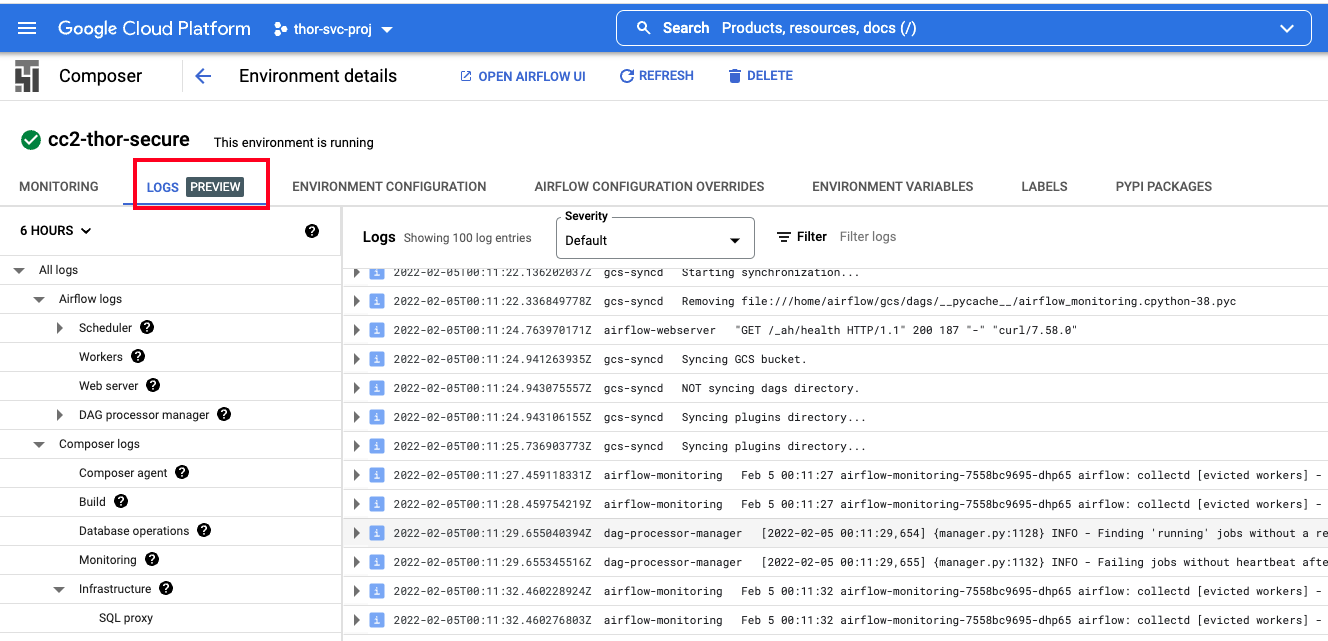 Google Cloud Platform thor-svc-proj Search Products, resources, docs (/)
Composer Environment details OPEN AIRFLOW UI REFRESH DELETE
cc2-thor-secure This environment is running
MONITORING LOGS PREVIEW ENVIRONMENT CONFIGURATION AIRFLOW CONFIGURATION OVERRIDES ENVIRONMENT VARIABLES LABELS PYPI PACKAGES
6 HOURS
All logs
Airflow logs
Scheduler
Workers
Web server
DAG processor manager
Composer logs
Composer agent
Build
Database operations
Monitoring
Infrastructure
SQL proxy
Logs Showing 100 log entries Severity Default Filter Filter logs
2022-02-05T00:11:22.136202037Z gcs-syncd Starting synchronization...
2022-02-05T00:11:22.336849778Z gcs-syncd Removing file:///home/airflow/gcs/dags/__pycache__/airflow_monitoring.cpython-38.pyc
2022-02-05T00:11:24.763970171Z airflow-webserver "GET /_ah/health HTTP/1.1" 200 187 "-" "curl/7.58.0"
2022-02-05T00:11:24.941263935Z gcs-syncd Syncing GCS bucket.
2022-02-05T00:11:24.943075557Z gcs-syncd NOT syncing dags directory.
2022-02-05T00:11:24.943106155Z gcs-syncd Syncing plugins directory...
2022-02-05T00:11:25.736903773Z gcs-syncd Syncing plugins directory...
2022-02-05T00:11:27.459118331Z airflow-monitoring Feb 5 00:11:27 airflow-monitoring-7558bc9695-dhp65 airflow: collectd [evicted workers] -
2022-02-05T00:11:28.459754219Z airflow-monitoring Feb 5 00:11:27 airflow-monitoring-7558bc9695-dhp65 airflow: collectd [evicted workers] -
2022-02-05T00:11:29.655040394Z dag-processor-manager [2022-02-05 00:11:29,654] {manager.py:1128} INFO - Finding 'running' jobs without a re
2022-02-05T00:11:29.655345516Z dag-processor-manager [2022-02-05 00:11:29,655] {manager.py:1132} INFO - Failing jobs without heartbeat afte
2022-02-05T00:11:32.460228924Z airflow-monitoring Feb 5 00:11:32 airflow-monitoring-7558bc9695-dhp65 airflow: collectd [evicted workers] -
2022-02-05T00:11:32.460276803Z airflow-monitoring Feb 5 00:11:32 airflow-monitoring-7558bc9695-dhp65 airflow: collectd [evicted workers] -